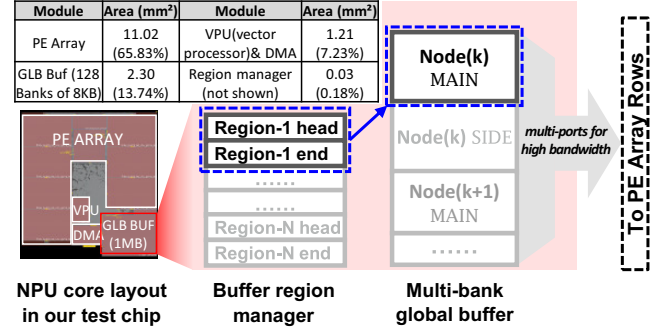 Module Area (mm²) Module Area (mm²)
PE Array 11.02 (65.83%) VPU(vector processor)& DMA 1.21 (7.23%)
GLB Buf (128 Banks of 8KB) 2.30 (13.74%) Region manager (not shown) 0.03 (0.18%)
PE ARRAY
VPU
DMA
GLB BUF
(1MB)
NPU core layout
in our test chip
Region-1 head
Region-1 end
......
......
Region-N head
Region-N end
Buffer region
manager
Node(k)
MAIN
Node(k) SIDE
Node(k+1)
MAIN
......
Multi-bank
global buffer
multi-ports for
high bandwidth
To PE Array Rows